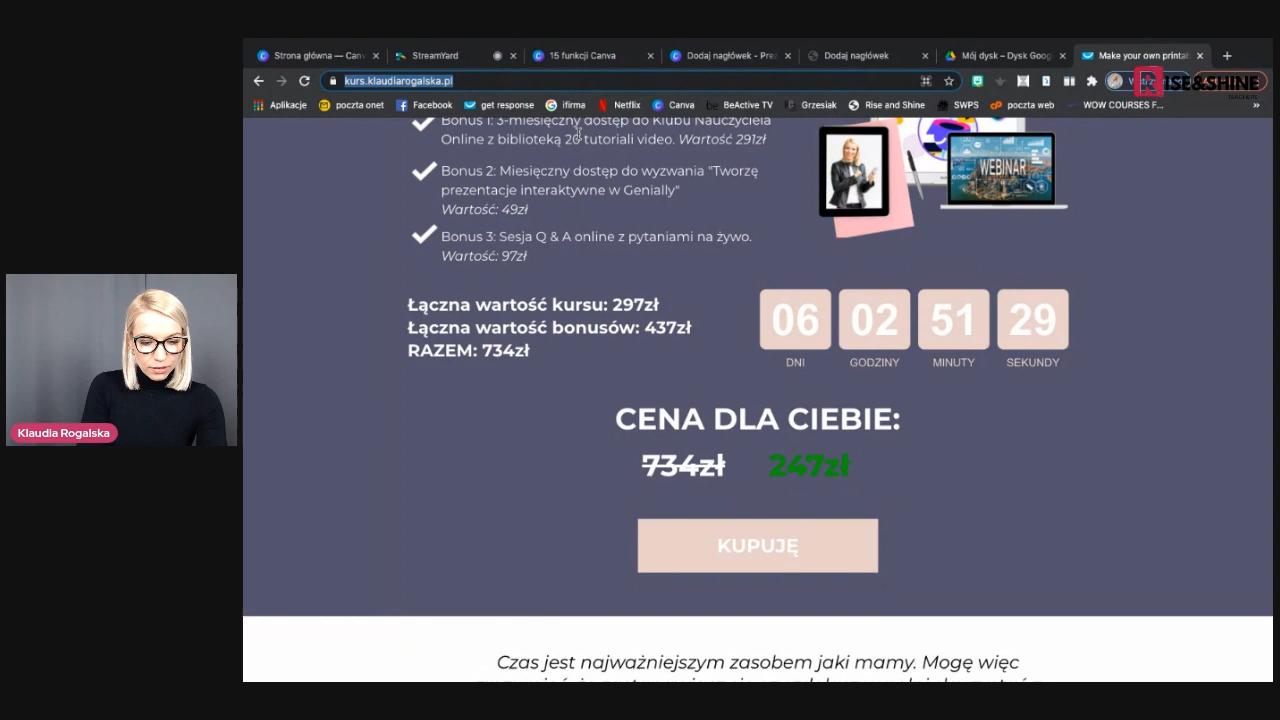 Strona główna — Can
StreamYard
15 funkcji Canva
Dodaj nagłówek - Pre
Dodaj nagłówek
Mój dysk – Dysk Goog
Make your own printa
kurs.klaudiarogalska.pl
RISE&SHINE
Aplikacje
poczta onet
Facebook
get response
ifirma
Netflix
Canva
BeActive TV
Grzesiak
Rise and Shine
SWPS
poczta web
WOW COURSES F...
Bonus 1: 3-miesięczny dostęp do Klubu Nauczyciela
Online z biblioteką 20 tutoriali video. Wartość 291zł
Bonus 2: Miesięczny dostęp do wyzwania "Tworzę
prezentacje interaktywne w Genially"
Wartość: 49zł
Bonus 3: Sesja Q & A online z pytaniami na żywo.
Wartość: 97zł
WEBINAR
Łączna wartość kursu: 297zł
Łączna wartość bonusów: 437zł
RAZEM: 734zł
06 02 51 29
DNI GODZINY MINUTY SEKUNDY
CENA DLA CIEBIE:
734zł 247zł
KUPUJĘ
Czas jest najważniejszym zasobem jaki mamy. Mogę więc
Klaudia Rogalska